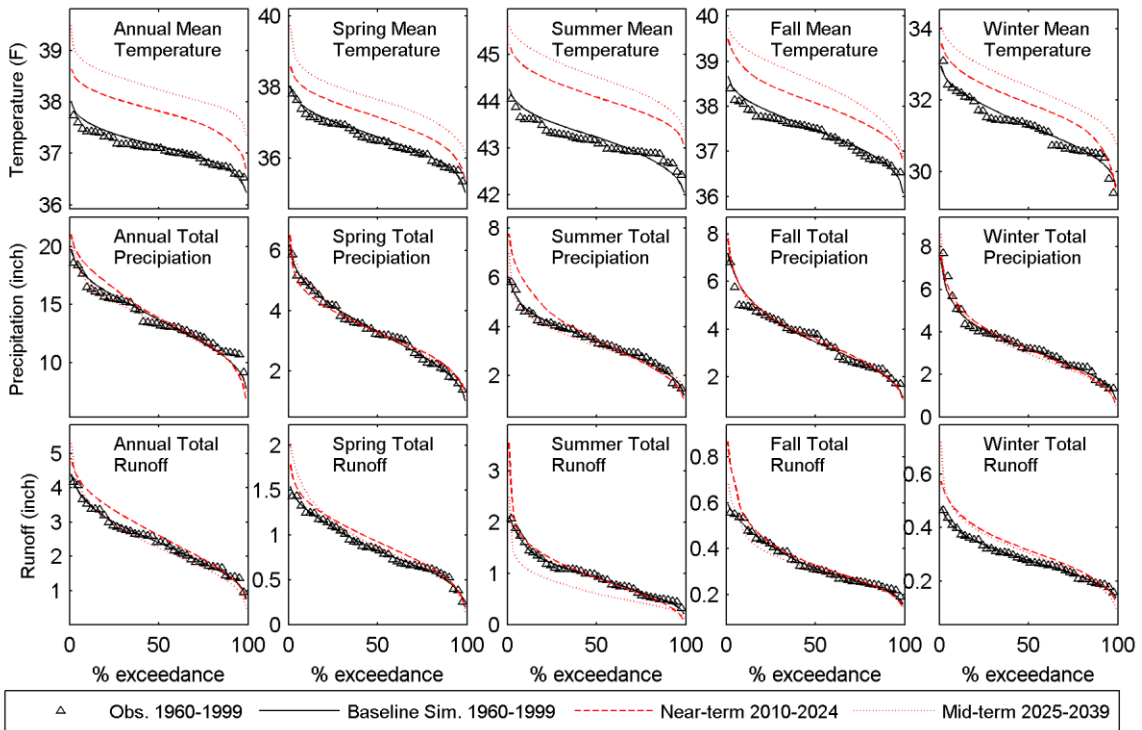 Annual Mean
Temperature
Spring Mean
Temperature
Summer Mean
Temperature
Fall Mean
Temperature
Winter Mean
Temperature
Temperature (F)
39
38
37
36
40
38
36
45
44
43
42
40
39
38
37
36
34
32
30
Annual Total
Precipiation
Spring Total
Precipitation
Summer Total
Precipitation
Fall Total
Precipitation
Winter Total
Precipitation
Precipitation (inch)
20
15
10
6
4
2
8
6
4
2
8
6
4
2
8
6
4
2
0
Annual Total
Runoff
Spring Total
Runoff
Summer Total
Runoff
Fall Total
Runoff
Winter Total
Runoff
Runoff (inch)
5
4
3
2
1
2
1.5
1
0.5
0
3
2
1
0
0.8
0.6
0.4
0.2
0.6
0.4
0.2
0 50 100
0 50 100
0 50 100
0 50 100
0 50 100
% exceedance
% exceedance
% exceedance
% exceedance
% exceedance
Obs. 1960-1999
Baseline Sim. 1960-1999
Near-term 2010-2024
Mid-term 2025-2039